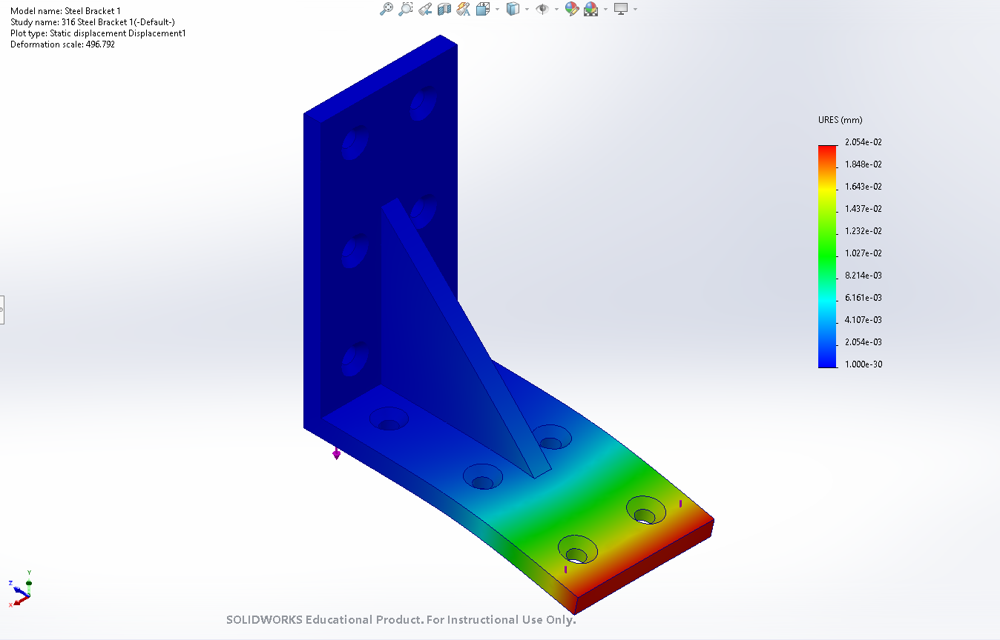 Model name: Steel Bracket 1
Study name: 316 Steel Bracket 1(-Default-)
Plot type: Static displacement Displacement1
Deformation scale: 496.792
URES (mm)
2.054e-02
1.848e-02
1.643e-02
1.437e-02
1.232e-02
1.027e-02
8.214e-03
6.161e-03
4.107e-03
2.054e-03
1.000e-30
Y
Z
X
SOLIDWORKS Educational Product. For Instructional Use Only.